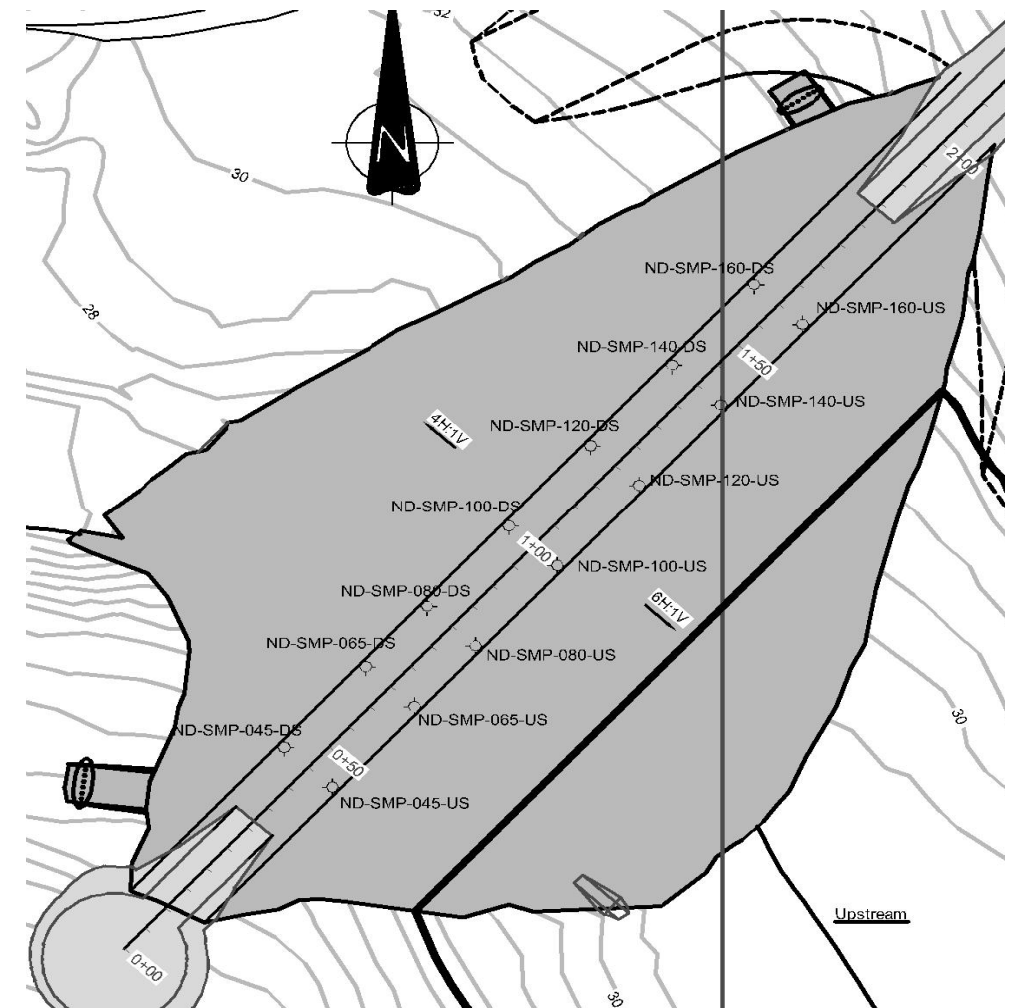 32
N
30
2+00
ND-SMP-160-DS
ND-SMP-160-US
28
ND-SMP-140-DS
1+50
ND-SMP-140-US
4H:1V
ND-SMP-120-DS
ND-SMP-120-US
ND-SMP-100-DS
1+00
ND-SMP-100-US
ND-SMP-080-DS
6H:1V
ND-SMP-065-DS
ND-SMP-080-US
ND-SMP-065-US
30
ND-SMP-045-DS
0+50
ND-SMP-045-US
Upstream
0+00
30